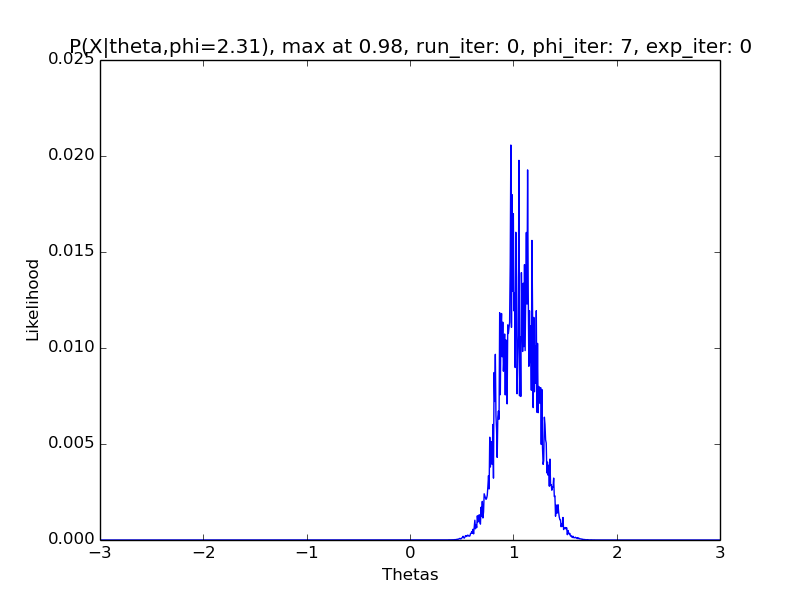 P(X|theta,phi=2.31), max at 0.98, run_iter: 0, phi_iter: 7, exp_iter: 0
0.025
0.020
0.015
0.010
0.005
0.000
Likelihood
−3 −2 −1 0 1 2 3
Thetas